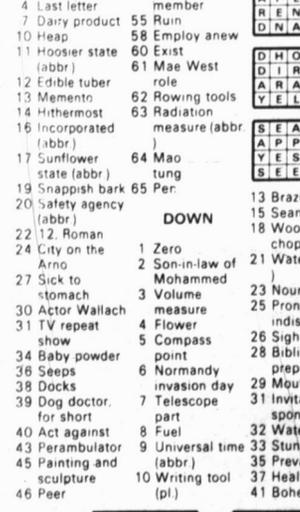 4 Last letter
7 Dairy product
10 Heap
11 Hoosier state
(abbr.)
12 Edible tuber
13 Memento
14 Hithermost
16 Incorporated
(abbr.)
17 Sunflower
state (abbr )
19 Snappish bark
20 Safety agency
(abbr.)
22 12, Roman
24 City on the
Arno
27 Sick to
stomach
30 Actor Wallach
31 TV repeat
show
34 Baby powder
36 Seeps
38 Docks
39 Dog doctor,
for short
40 Act against
43 Perambulator
45 Painting and
sculpture
46 Peer
member
55 Ruin
58 Employ anew
60 Exist
61 Mae West
role
62 Rowing tools
63 Radiation
measure (abbr.
)
64 Mao
tung
65 Per.
DOWN
1 Zero
2 Son-in-law of
Mohammed
3 Volume
measure
4 Flower
5 Compass
point
6 Normandy
invasion day
7 Telescope
part
8 Fuel
9 Universal time
(abbr.)
10 Writing tool
(pl.)
R E N
D N A
D H O
D I R
A R A
Y E L
S E A
A P P
Y E S
S E E
13 Braz
15 Sear
18 Woo
chop
21 Wate
)
23 Nour
25 Pron
indis
26 Sigh
28 Bibli
prep
29 Mou
31 Invit
spon
32 Wate
33 Stun
35 Prev
37 Heal
41 Bohe